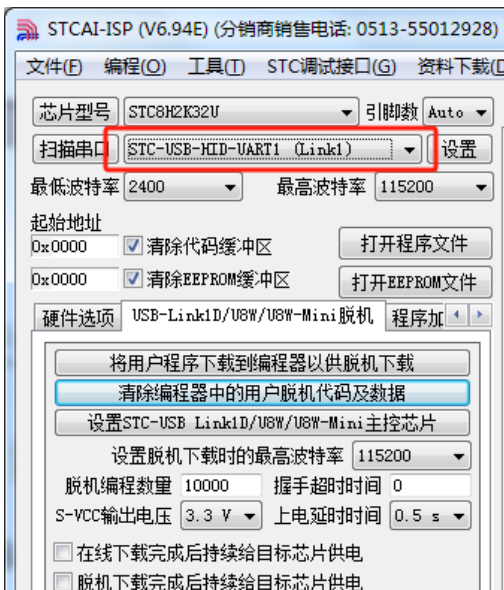 STCAI-ISP (V6.94E) (分销商销售电话: 0513-55012928)
文件(F) 编程(O) 工具(T) STC调试接口(G) 资料下载(D
芯片型号 STC8H2K32U 引脚数 Auto
扫描串口 STC-USB-HID-UART1 (Link1) 设置
最低波特率 2400 最高波特率 115200
起始地址
0x0000 清除代码缓冲区 打开程序文件
0x0000 清除EEPROM缓冲区 打开EEPROM文件
硬件选项 USB-Link1D/U8W/U8W-Mini脱机 程序加
将用户程序下载到编程器以供脱机下载
清除编程器中的用户脱机代码及数据
设置STC-USB Link1D/U8W/U8W-Mini主控芯片
设置脱机下载时的最高波特率 115200
脱机编程数量 10000 握手超时时间 0
S-VCC输出电压 3.3 V 上电延时时间 0.5 s
在线下载完成后持续给目标芯片供电
脱机下载完成后持续给目标芯片供电